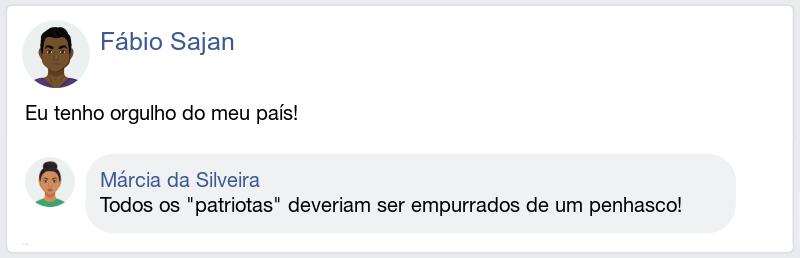 Fábio Sajan
Eu tenho orgulho do meu país!
Márcia da Silveira
Todos os "patriotas" deveriam ser empurrados de um penhasco!